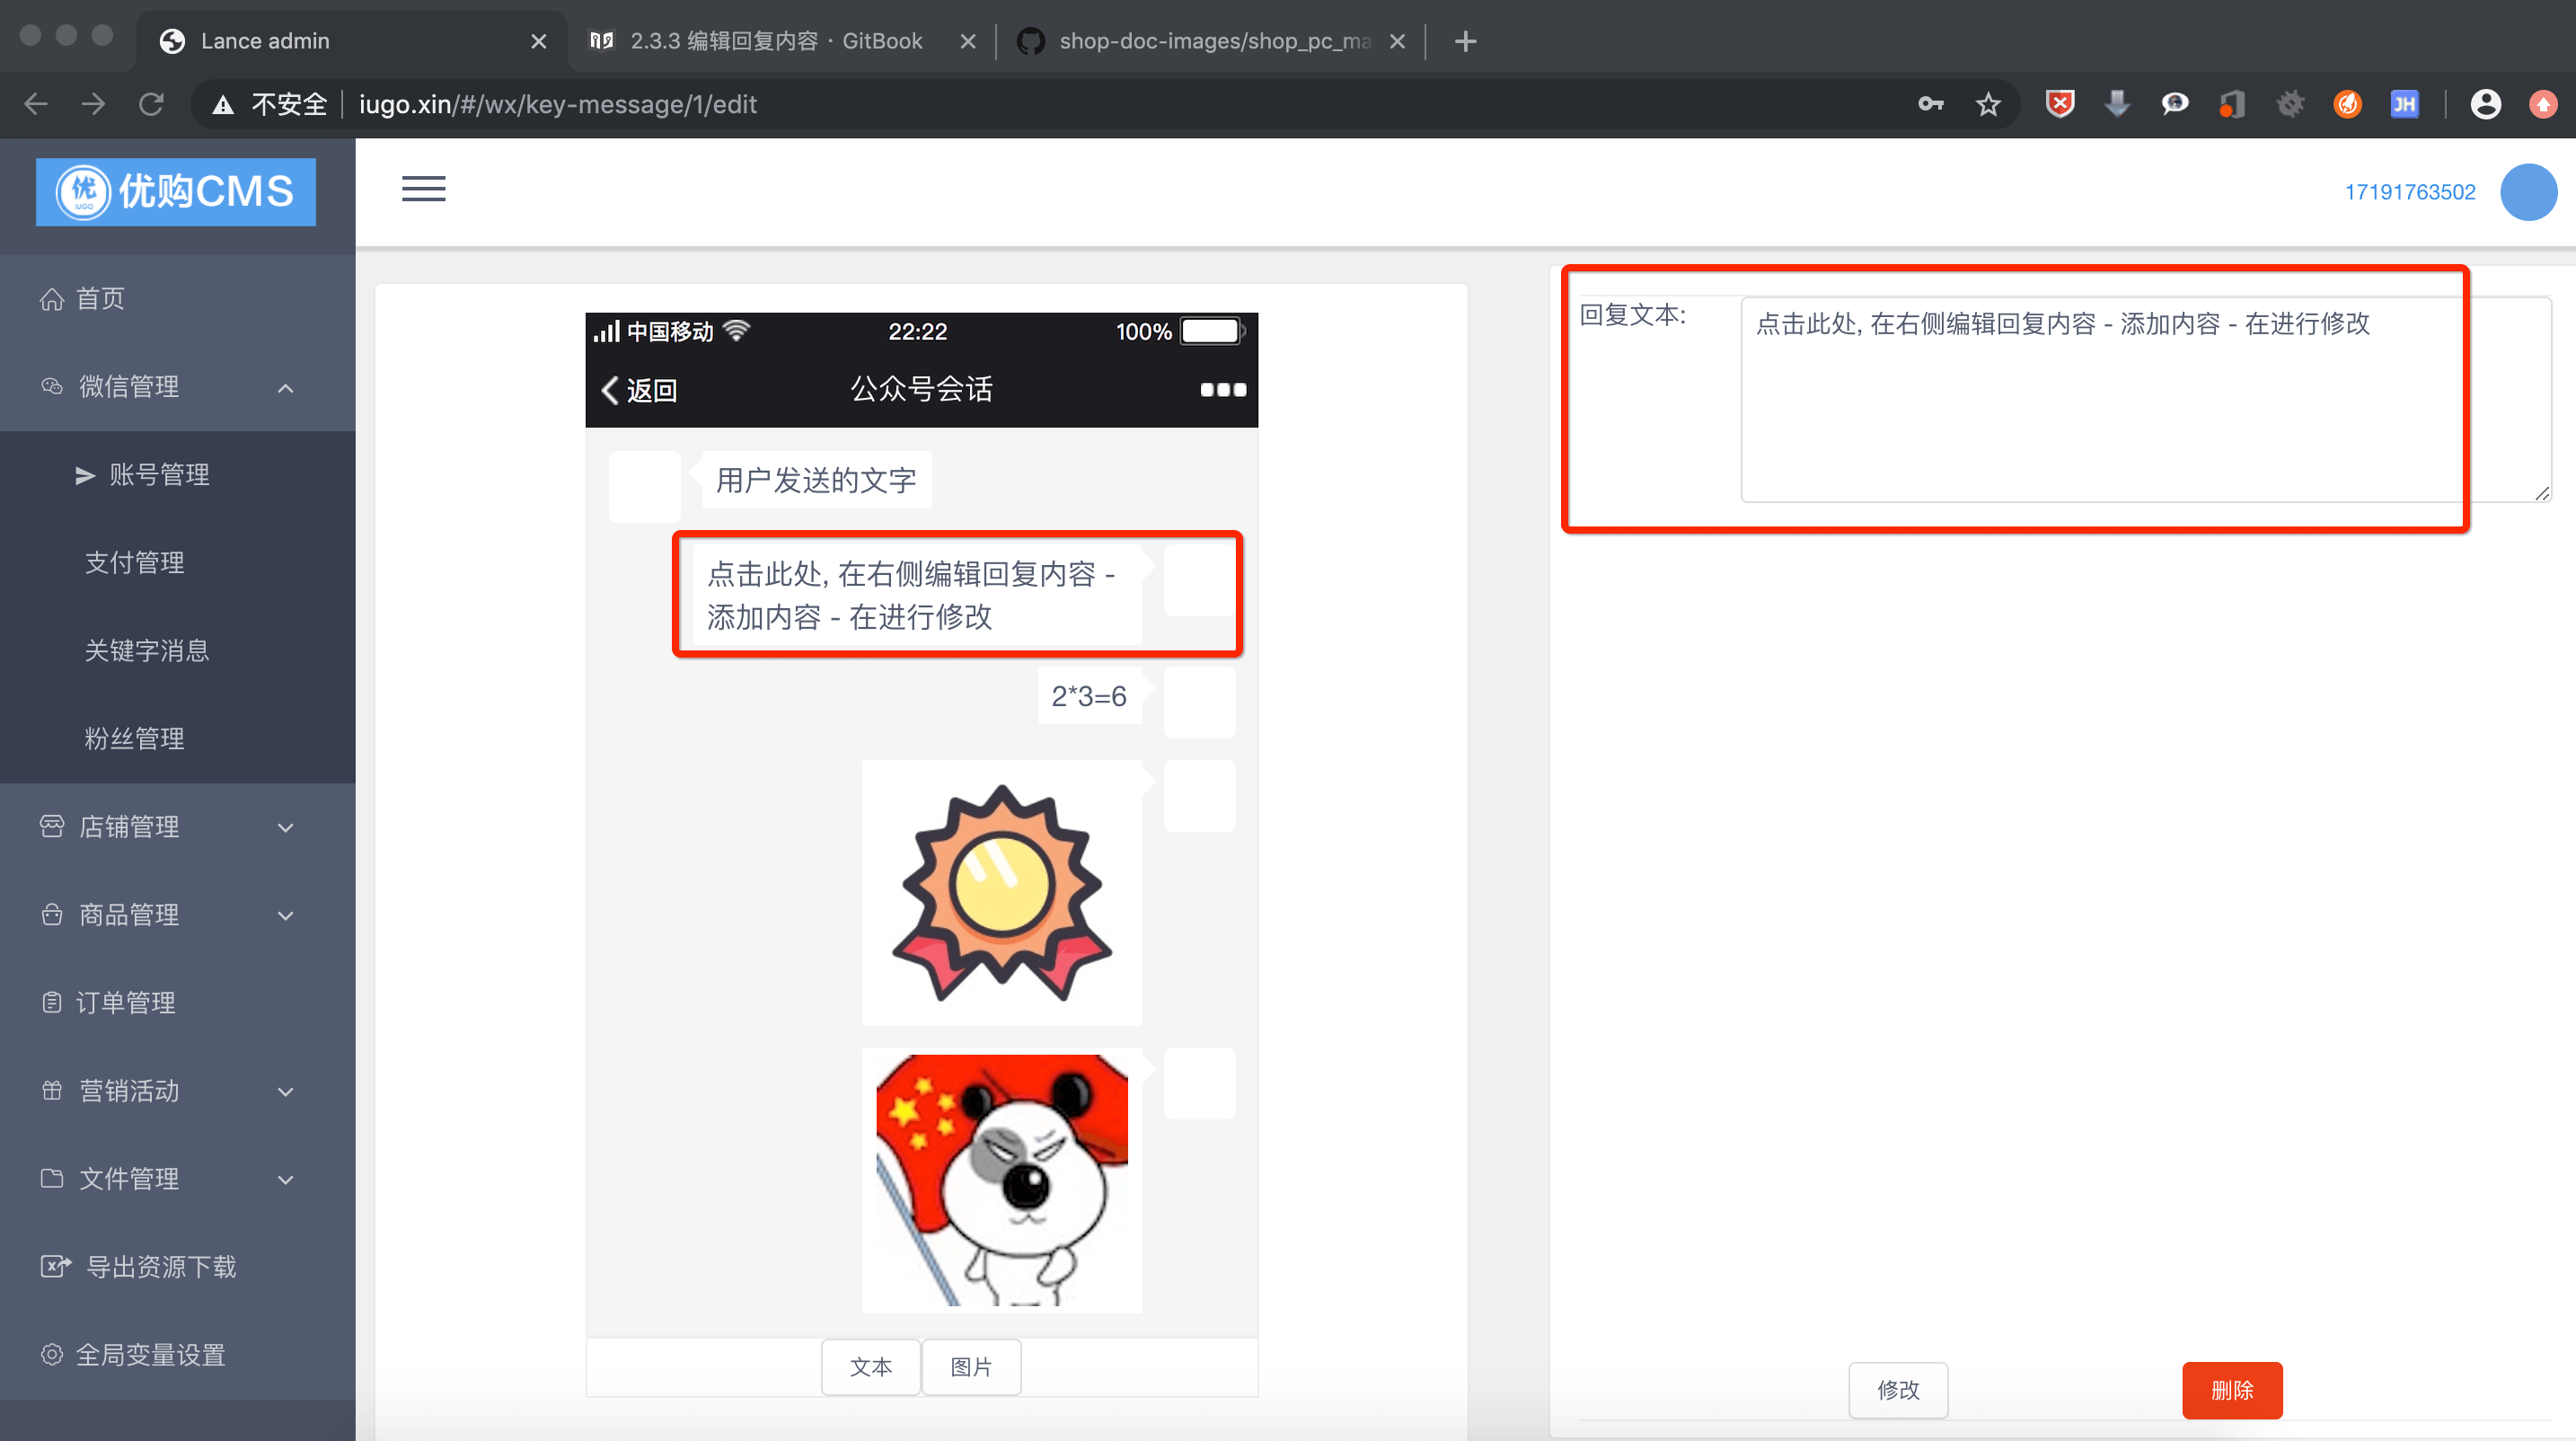 Lance admin
2.3.3 编辑回复内容 · GitBook
shop-doc-images/shop_pc_ma
不安全
iugo.xin/#/wx/key-message/1/edit
JH
优
IUGO
优购CMS
17191763502
首页
微信管理
账号管理
支付管理
关键字消息
粉丝管理
店铺管理
商品管理
订单管理
营销活动
文件管理
导出资源下载
全局变量设置
中国移动
22:22
100%
返回
公众号会话
用户发送的文字
点击此处, 在右侧编辑回复内容 -
添加内容 - 在进行修改
2*3=6
文本
图片
回复文本:
点击此处, 在右侧编辑回复内容 - 添加内容 - 在进行修改
修改
删除